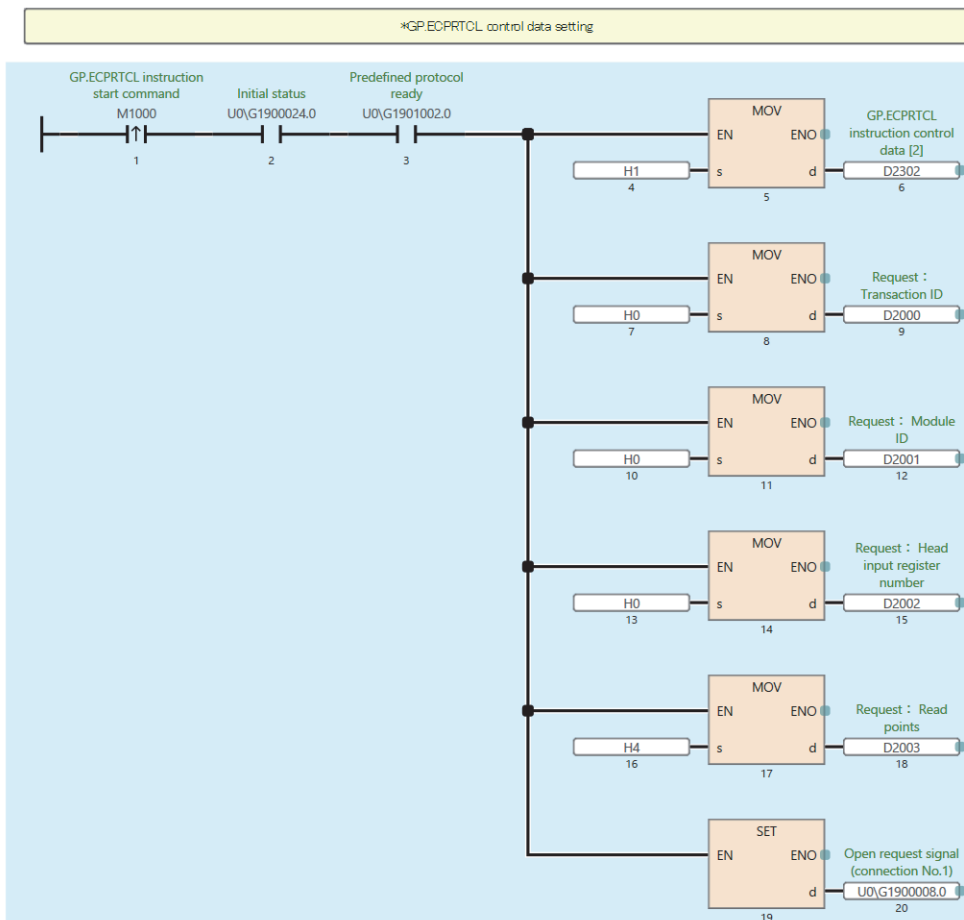 *GP.ECPRTCL control data setting
GP.ECPRTCL instruction
start command
M1000
1
Initial status
U0\G1900024.0
2
Predefined protocol
ready
U0\G1901002.0
3
MOV
EN
ENO
s
d
H1
4
5
GP.ECPRTCL
instruction control
data [2]
D2302
6
MOV
EN
ENO
s
d
H0
7
8
Request：
Transaction ID
D2000
9
MOV
EN
ENO
s
d
H0
10
11
Request： Module
ID
D2001
12
MOV
EN
ENO
s
d
H0
13
14
Request： Head
input register
number
D2002
15
MOV
EN
ENO
s
d
H4
16
17
Request： Read
points
D2003
18
SET
EN
ENO
d
19
Open request signal
(connection No.1)
U0\G1900008.0
20